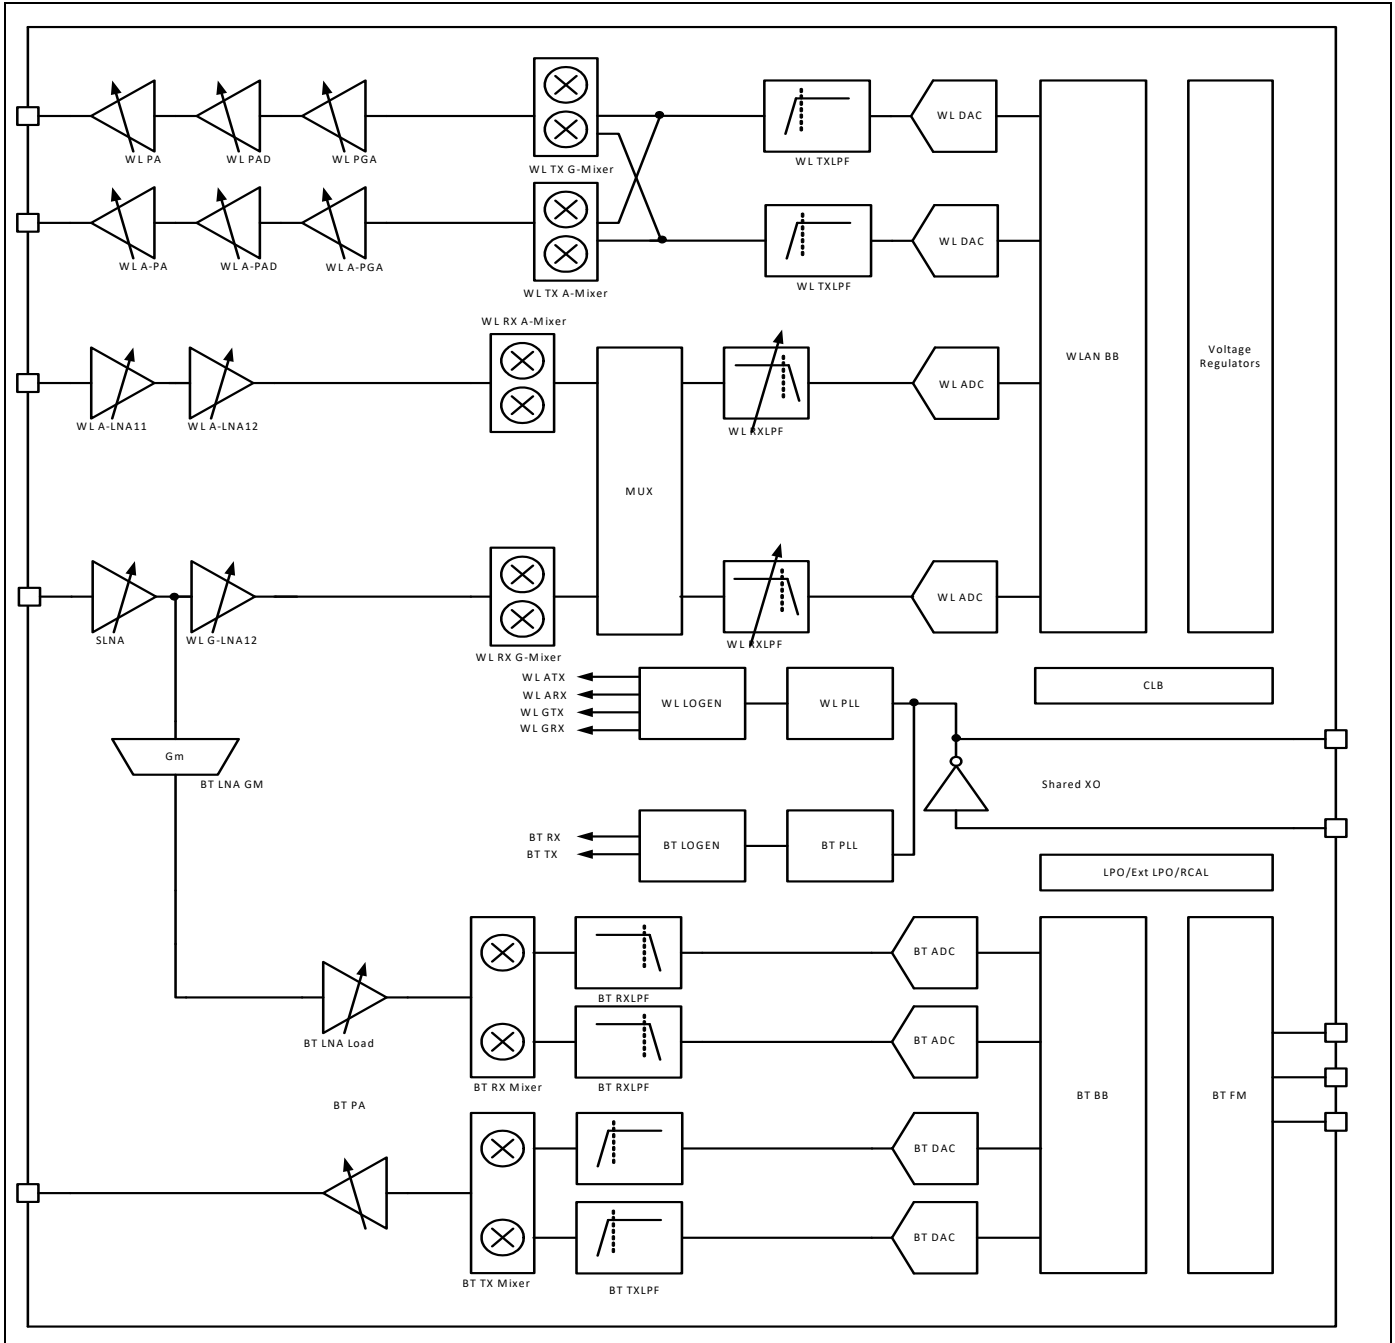 WL PA
WL PAD
WL PGA
WL TX G-Mixer
WL TXLPF
WL DAC
WL A-PA
WL A-PAD
WL A-PGA
WL TX A-Mixer
WL TXLPF
WL DAC
WL RX A-Mixer
WL A-LNA11
WL A-LNA12
WL RXLPF
WL ADC
WLAN BB
Voltage
Regulators
MUX
SLNA
WL G-LNA12
WL RX G-Mixer
WL RXLPF
WL ADC
WL ATX
WL ARX
WL GTX
WL GRX
WL LOGEN
WL PLL
CLB
Gm
BT LNA GM
Shared XO
BT RX
BT TX
BT LOGEN
BT PLL
LPO/Ext LPO/RCAL
BT LNA Load
BT RX Mixer
BT RXLPF
BT RXLPF
BT ADC
BT ADC
BT BB
BT FM
BT PA
BT TX Mixer
BT TXLPF
BT DAC
BT DAC